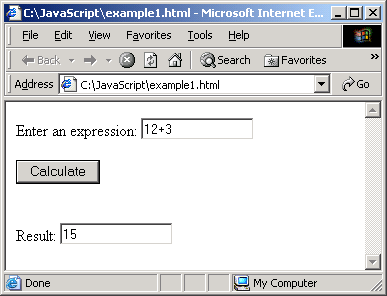 C:\JavaScript\example1.html - Microsoft Internet E...
File Edit View Favorites Tools Help
Back Search Favorites »
Address C:\JavaScript\example1.html Go
Enter an expression: 12+3
Calculate
Result: 15
Done My Computer